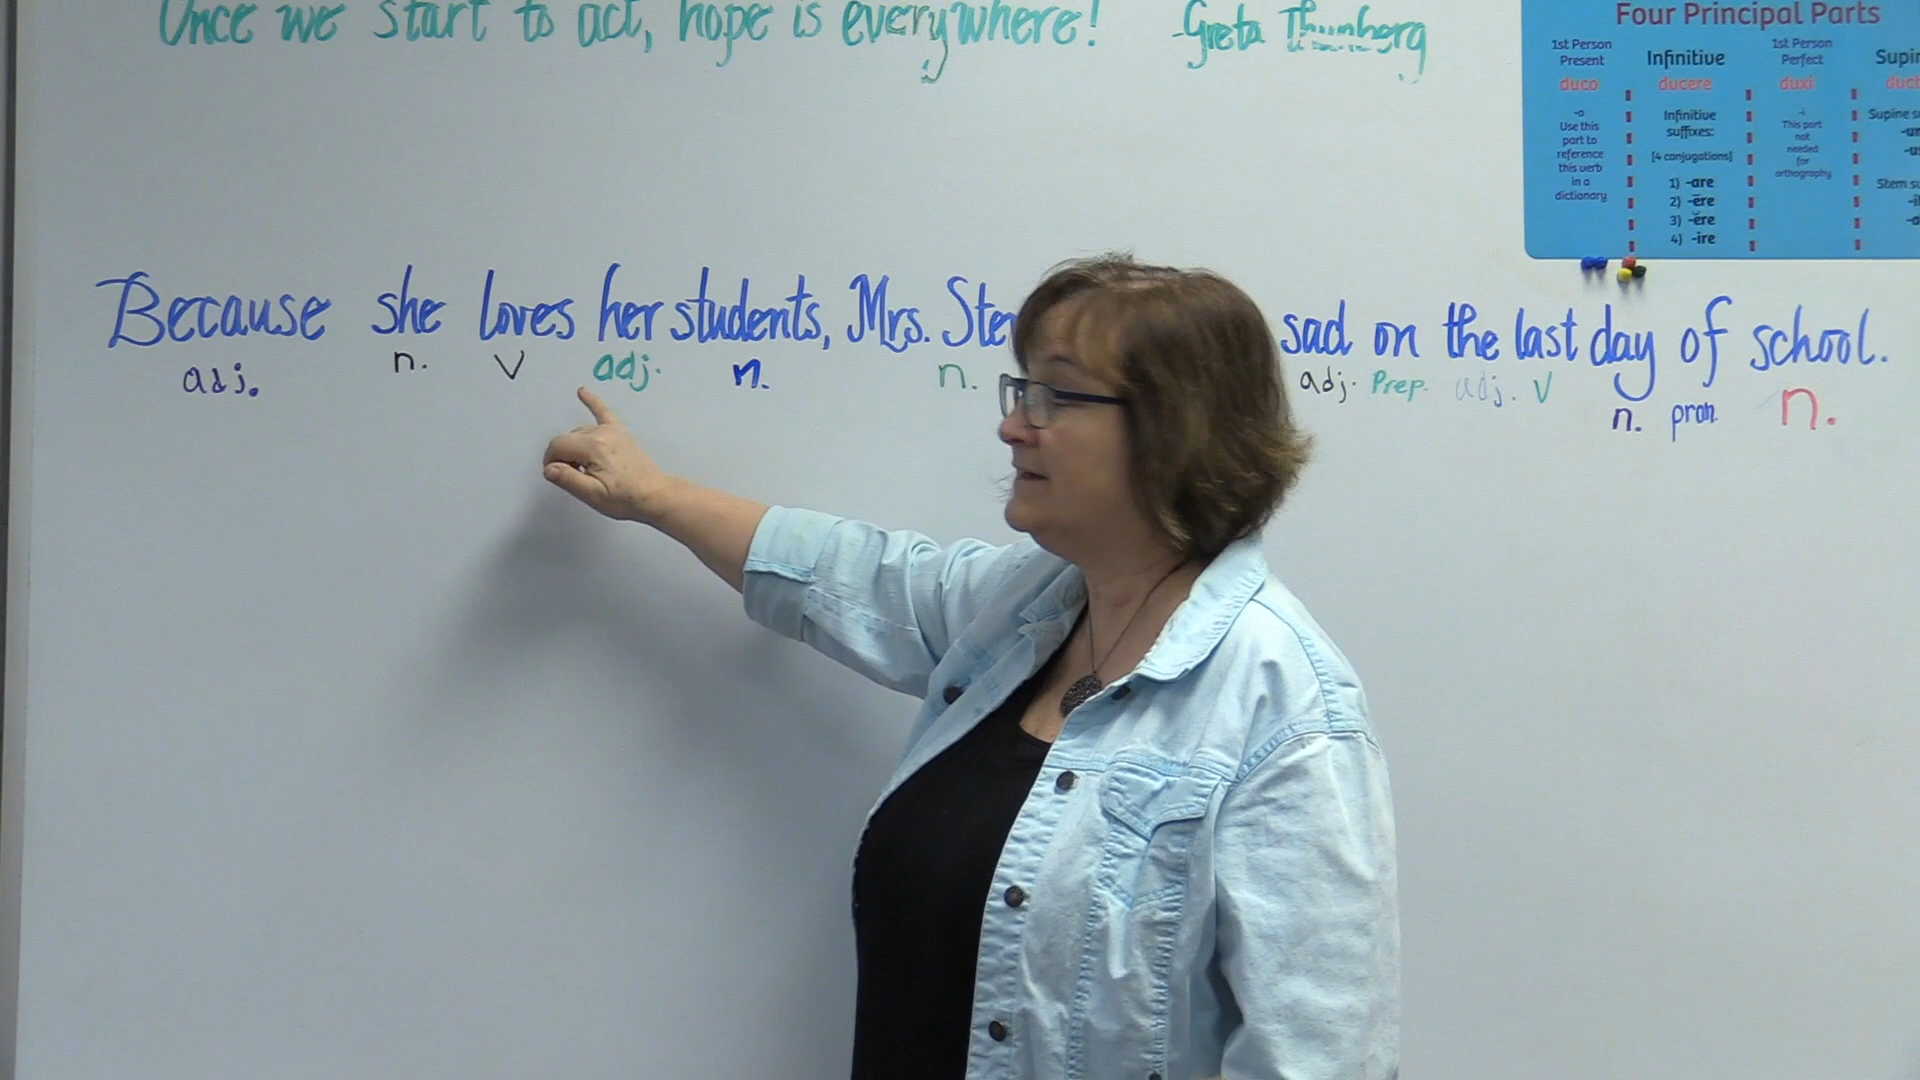 Once we start to act, hope is everywhere! -Greta Thunberg
Four Principal Parts
1st Person Present
duco
-o
Use this
part to
reference
this verb
in a
dictionary
Infinitive
ducere
Infinitive
suffixes:
[4 conjugations]
1) -are
2) -ēre
3) -ĕre
4) -ire
1st Person Perfect
duxi
-i
This part
not
needed
for
orthography
Because she loves her students, Mrs. sad on the last day of school.
adj. n. V adj. n. n. adj. Prep. adj. V n. pron. n.